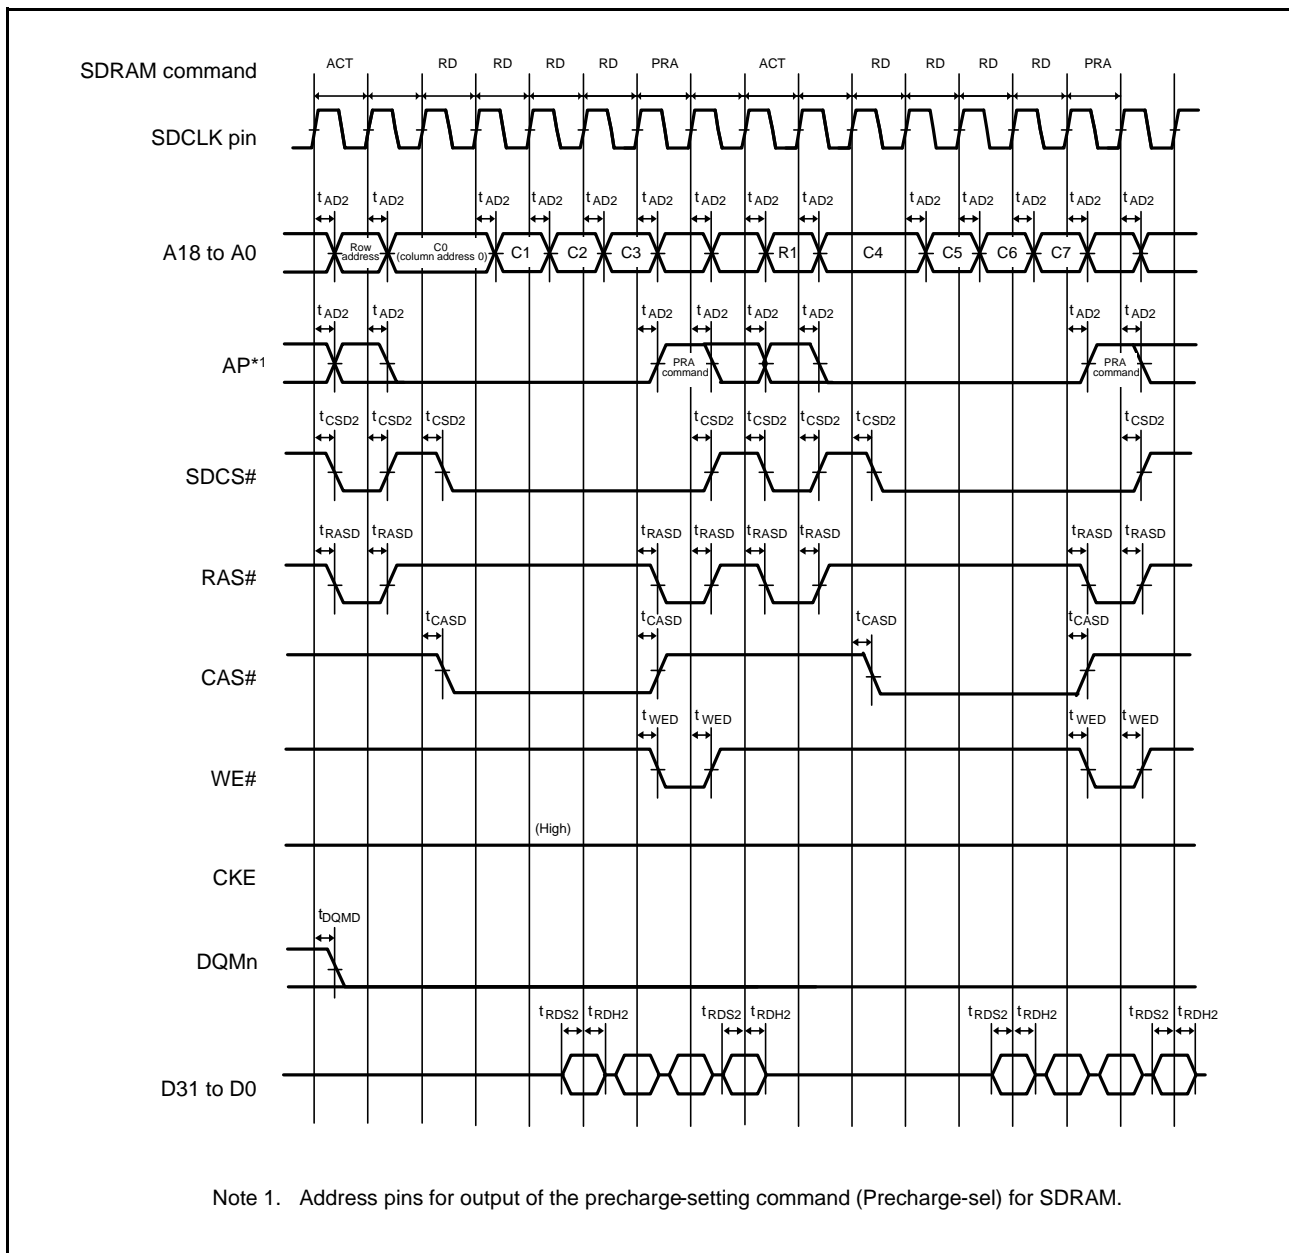 ACT RD RD RD RD PRA ACT RD RD RD RD PRA
SDRAM command
SDCLK pin
tAD2 tAD2 tAD2 tAD2 tAD2 tAD2 tAD2 tAD2 tAD2 tAD2 tAD2 tAD2 tAD2 tAD2
A18 to A0
Row address
C0 (column address 0)
C1 C2 C3 R1 C4 C5 C6 C7
tAD2 tAD2 tAD2 tAD2 tAD2 tAD2 tAD2 tAD2
AP*1
PRA command
PRA command
tCSD2 tCSD2 tCSD2 tCSD2 tCSD2 tCSD2 tCSD2 tCSD2
SDCS#
tRASD tRASD tRASD tRASD tRASD tRASD tRASD tRASD
RAS#
tCASD tCASD tCASD tCASD
CAS#
tWED tWED tWED tWED
WE#
(High)
CKE
tDQMD
DQMn
tRDS2 tRDH2 tRDS2 tRDH2 tRDS2 tRDH2 tRDS2 tRDH2
D31 to D0
Note 1. Address pins for output of the precharge-setting command (Precharge-sel) for SDRAM.